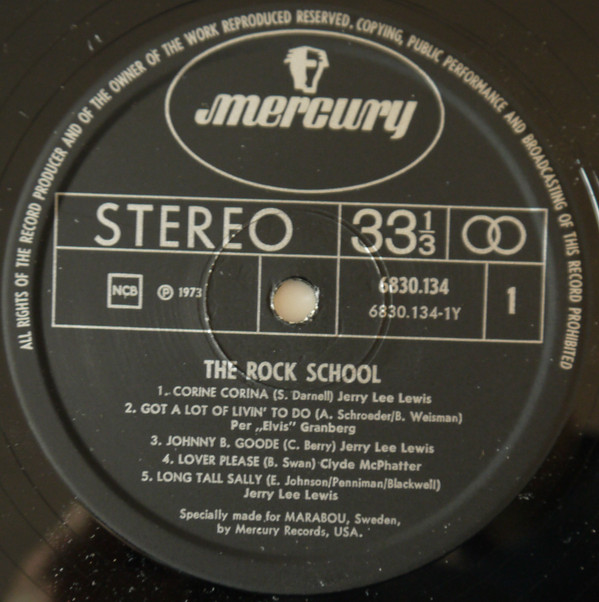 ALL RIGHTS OF THE RECORD PRODUCER AND OF THE OWNER OF THE WORK REPRODUCED RESERVED. COPYING, PUBLIC PERFORMANCE AND BROADCASTING OF THIS RECORD PROHIBITED
mercury
STEREO 33 1/3
NCB ℗ 1973 6830.134 1
6830.134-1Y
THE ROCK SCHOOL
1. CORINE CORINA (S. Darnell) Jerry Lee Lewis
2. GOT A LOT OF LIVIN' TO DO (A. Schroeder/B. Weisman)
Per „Elvis" Granberg
3. JOHNNY B. GOODE (C. Berry) Jerry Lee Lewis
4. LOVER PLEASE (B. Swan) Clyde McPhatter
5. LONG TALL SALLY (E. Johnson/Penniman/Blackwell)
Jerry Lee Lewis
Specially made for MARABOU, Sweden,
by Mercury Records, USA.